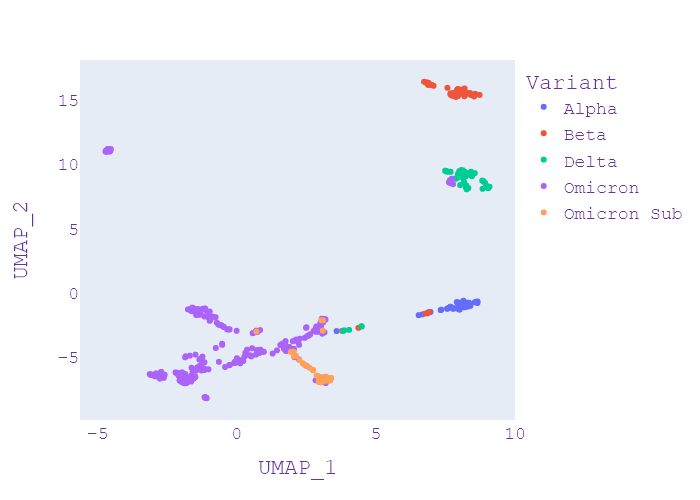 Variant
Alpha
Beta
Delta
Omicron
Omicron Sub
15
10
5
0
−5
UMAP_2
−5
0
5
10
UMAP_1